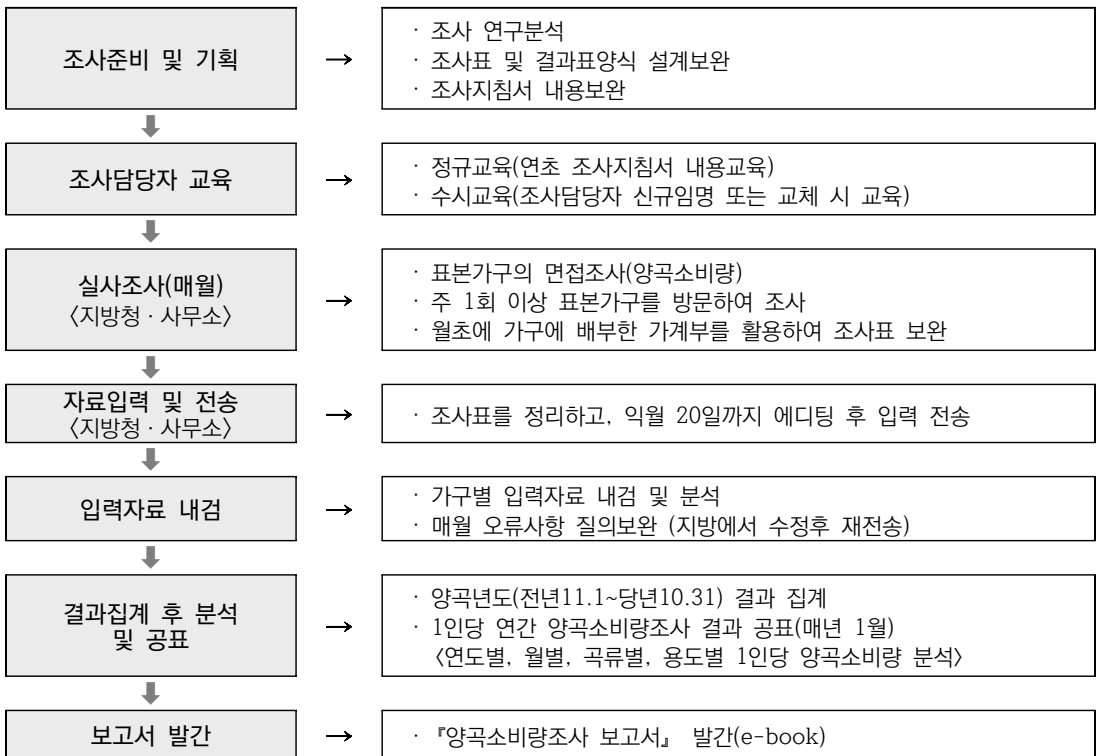 조사준비 및 기획
→
· 조사 연구분석
· 조사표 및 결과표양식 설계보완
· 조사지침서 내용보완
조사담당자 교육
→
· 정규교육(연초 조사지침서 내용교육)
· 수시교육(조사담당자 신규임명 또는 교체 시 교육)
실사조사(매월)
〈지방청 · 사무소〉
→
· 표본가구의 면접조사(양곡소비량)
· 주 1회 이상 표본가구를 방문하여 조사
· 월초에 가구에 배부한 가계부를 활용하여 조사표 보완
자료입력 및 전송
〈지방청 · 사무소〉
→
· 조사표를 정리하고, 익월 20일까지 에디팅 후 입력 전송
입력자료 내검
→
· 가구별 입력자료 내검 및 분석
· 매월 오류사항 질의보완 (지방에서 수정후 재전송)
결과집계 후 분석
및 공표
→
· 양곡년도(전년11.1~당년10.31) 결과 집계
· 1인당 연간 양곡소비량조사 결과 공표(매년 1월)
〈연도별, 월별, 곡류별, 용도별 1인당 양곡소비량 분석〉
보고서 발간
→
· 『양곡소비량조사 보고서』 발간(e-book)